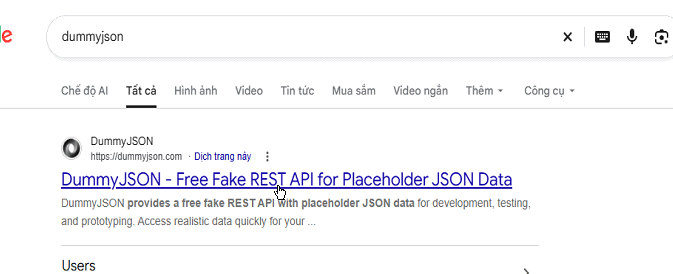 dummyjson
Chế độ AI Tất cả Hình ảnh Video Tin tức Mua sắm Video ngắn Thêm Công cụ
DummyJSON
https://dummyjson.com · Dịch trang này
DummyJSON - Free Fake REST API for Placeholder JSON Data
DummyJSON provides a free fake REST API with placeholder JSON data for development, testing,
and prototyping. Access realistic data quickly for your ...
Users